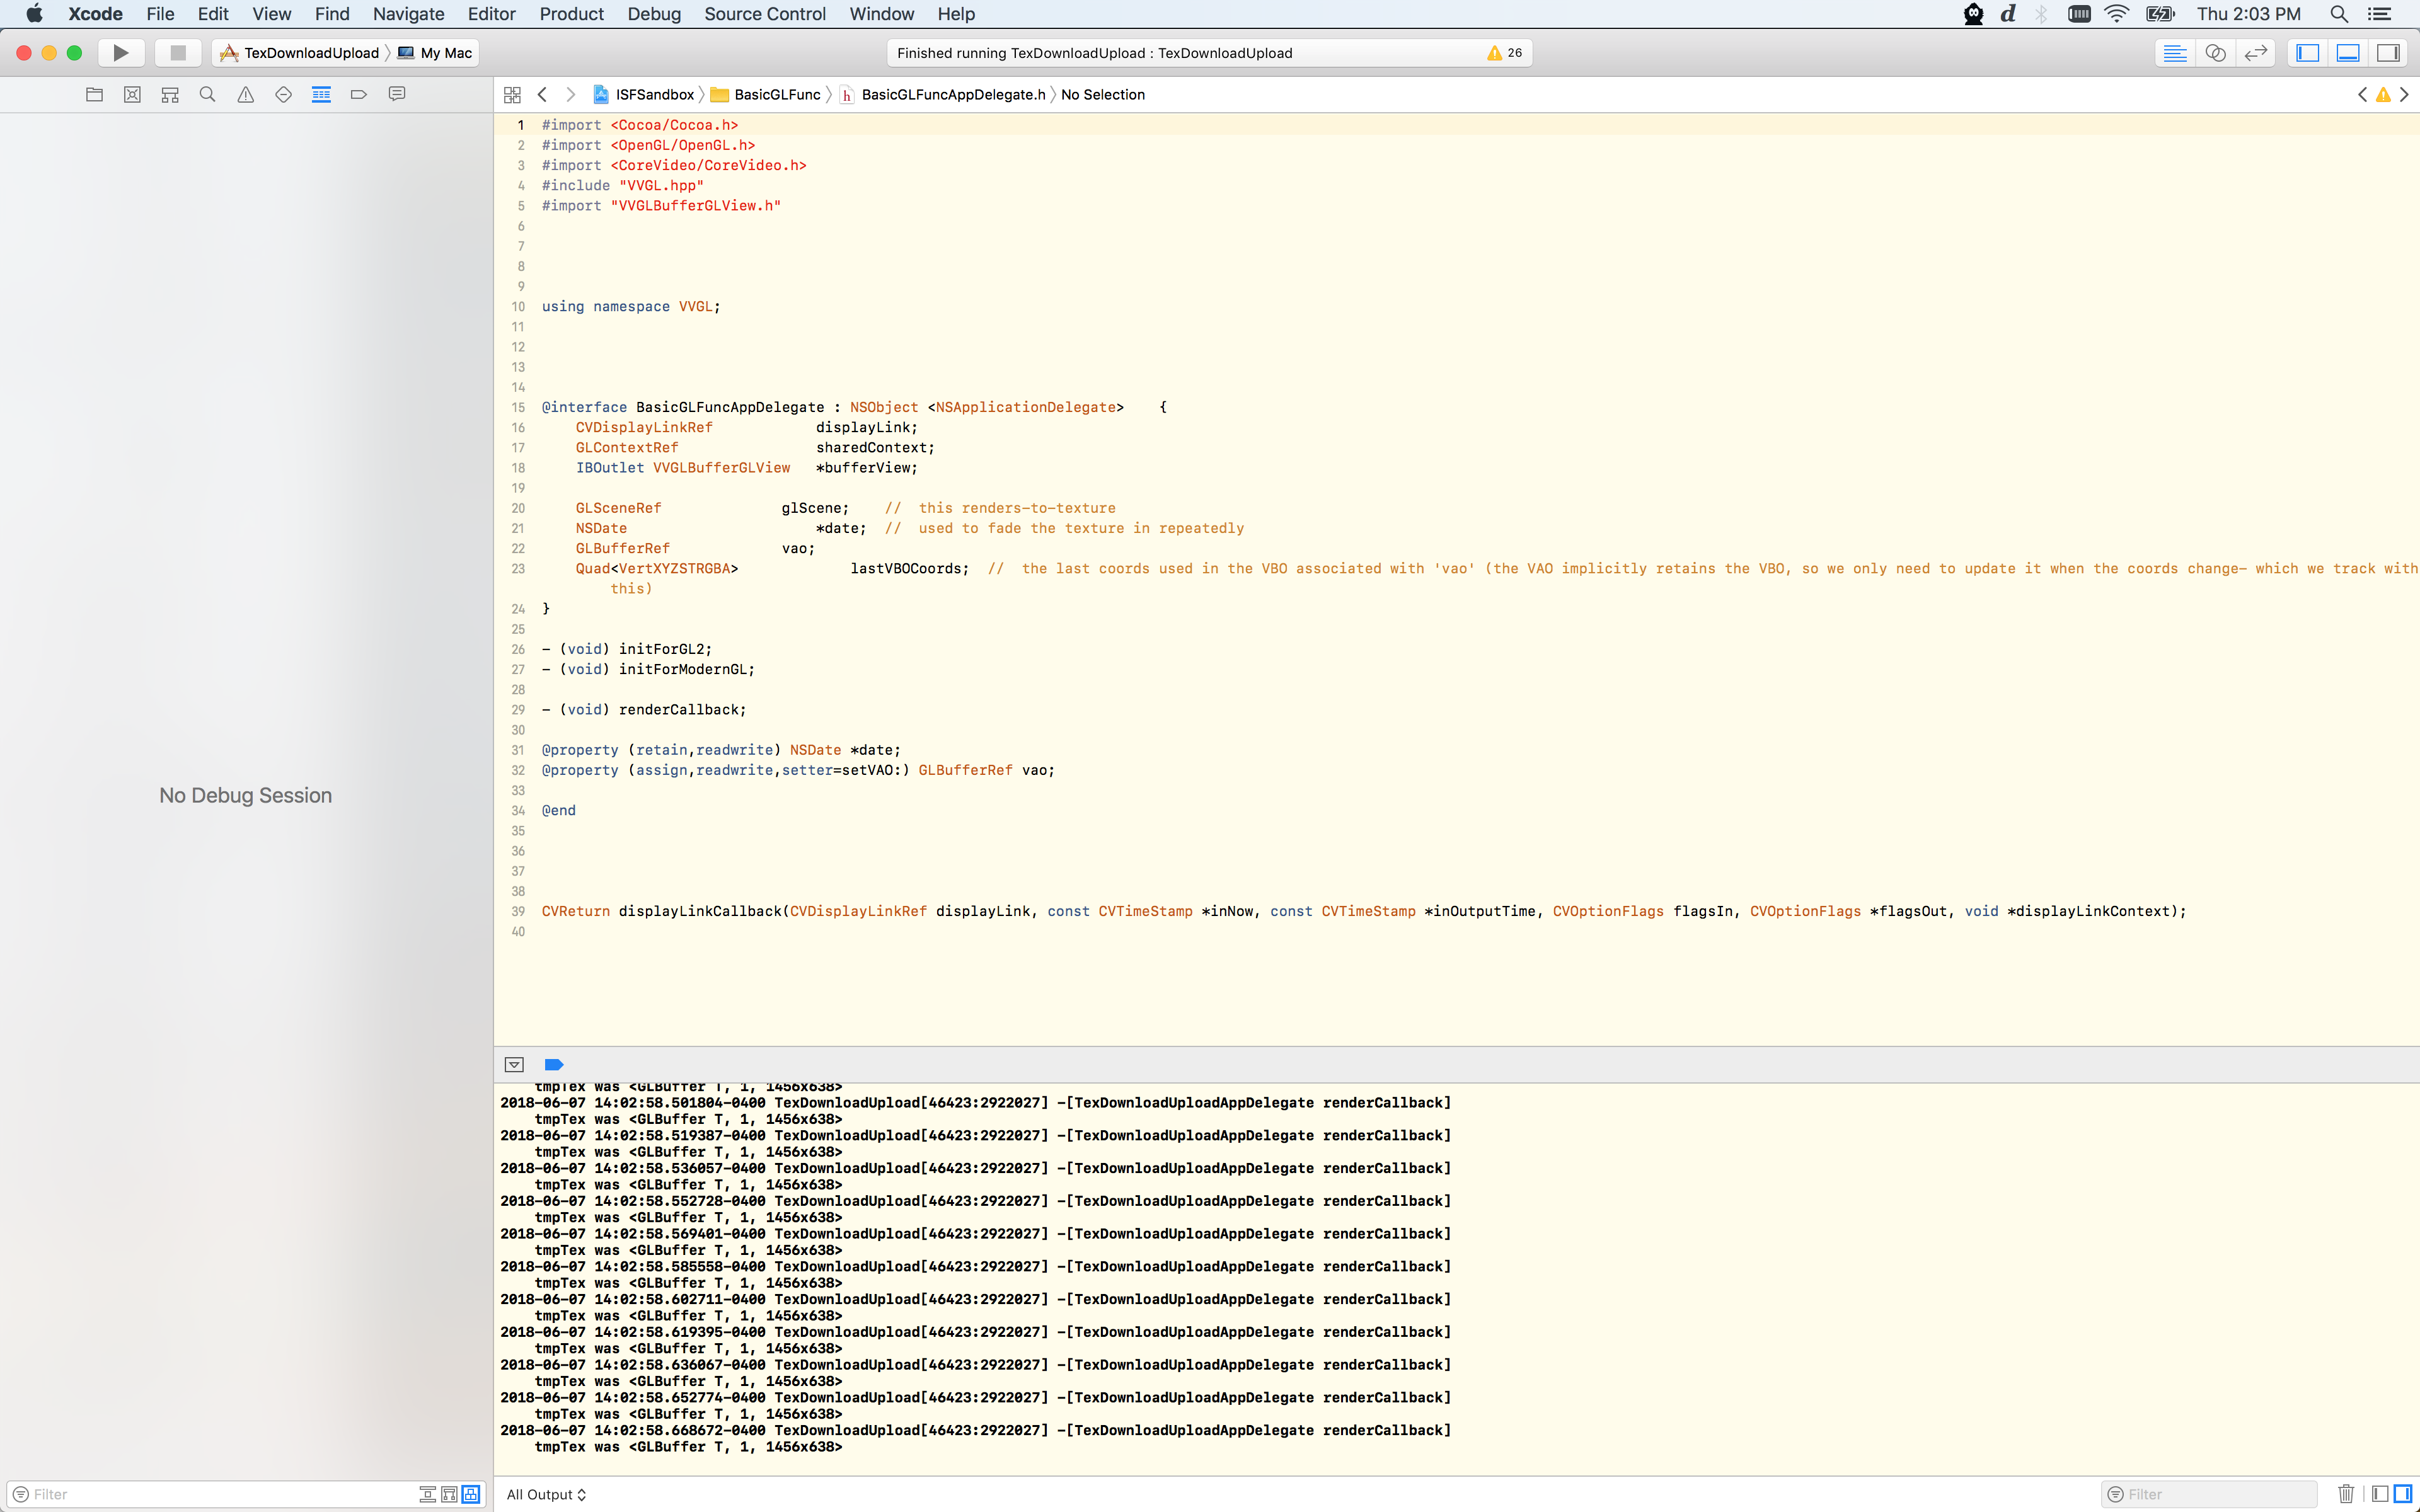 Xcode File Edit View Find Navigate Editor Product Debug Source Control Window Help d Thu 2:03 PM
TexDownloadUpload My Mac Finished running TexDownloadUpload : TexDownloadUpload 26
ISFSandbox BasicGLFunc h BasicGLFuncAppDelegate.h No Selection
1 #import <Cocoa/Cocoa.h>
2 #import <OpenGL/OpenGL.h>
3 #import <CoreVideo/CoreVideo.h>
4 #include "VVGL.hpp"
5 #import "VVGLBufferGLView.h"
6
7
8
9
10 using namespace VVGL;
11
12
13
14
15 @interface BasicGLFuncAppDelegate : NSObject <NSApplicationDelegate> {
16 CVDisplayLinkRef displayLink;
17 GLContextRef sharedContext;
18 IBOutlet VVGLBufferGLView *bufferView;
19
20 GLSceneRef glScene; // this renders-to-texture
21 NSDate *date; // used to fade the texture in repeatedly
22 GLBufferRef vao;
23 Quad<VertXYZSTRGBA> lastVBOCoords; // the last coords used in the VBO associated with 'vao' (the VAO implicitly retains the VBO, so we only need to update it when the coords change- which we track with
this)
24 }
25
26 - (void) initForGL2;
27 - (void) initForModernGL;
28
29 - (void) renderCallback;
30
31 @property (retain,readwrite) NSDate *date;
32 @property (assign,readwrite,setter=setVAO:) GLBufferRef vao;
33
34 @end
35
36
37
38
39 CVReturn displayLinkCallback(CVDisplayLinkRef displayLink, const CVTimeStamp *inNow, const CVTimeStamp *inOutputTime, CVOptionFlags flagsIn, CVOptionFlags *flagsOut, void *displayLinkContext);
40
No Debug Session
tmpTex was <GLBuffer T, 1, 1456x638>
2018-06-07 14:02:58.501804-0400 TexDownloadUpload[46423:2922027] -[TexDownloadUploadAppDelegate renderCallback]
tmpTex was <GLBuffer T, 1, 1456x638>
2018-06-07 14:02:58.519387-0400 TexDownloadUpload[46423:2922027] -[TexDownloadUploadAppDelegate renderCallback]
tmpTex was <GLBuffer T, 1, 1456x638>
2018-06-07 14:02:58.536057-0400 TexDownloadUpload[46423:2922027] -[TexDownloadUploadAppDelegate renderCallback]
tmpTex was <GLBuffer T, 1, 1456x638>
2018-06-07 14:02:58.552728-0400 TexDownloadUpload[46423:2922027] -[TexDownloadUploadAppDelegate renderCallback]
tmpTex was <GLBuffer T, 1, 1456x638>
2018-06-07 14:02:58.569401-0400 TexDownloadUpload[46423:2922027] -[TexDownloadUploadAppDelegate renderCallback]
tmpTex was <GLBuffer T, 1, 1456x638>
2018-06-07 14:02:58.585558-0400 TexDownloadUpload[46423:2922027] -[TexDownloadUploadAppDelegate renderCallback]
tmpTex was <GLBuffer T, 1, 1456x638>
2018-06-07 14:02:58.602711-0400 TexDownloadUpload[46423:2922027] -[TexDownloadUploadAppDelegate renderCallback]
tmpTex was <GLBuffer T, 1, 1456x638>
2018-06-07 14:02:58.619395-0400 TexDownloadUpload[46423:2922027] -[TexDownloadUploadAppDelegate renderCallback]
tmpTex was <GLBuffer T, 1, 1456x638>
2018-06-07 14:02:58.636067-0400 TexDownloadUpload[46423:2922027] -[TexDownloadUploadAppDelegate renderCallback]
tmpTex was <GLBuffer T, 1, 1456x638>
2018-06-07 14:02:58.652774-0400 TexDownloadUpload[46423:2922027] -[TexDownloadUploadAppDelegate renderCallback]
tmpTex was <GLBuffer T, 1, 1456x638>
2018-06-07 14:02:58.668672-0400 TexDownloadUpload[46423:2922027] -[TexDownloadUploadAppDelegate renderCallback]
tmpTex was <GLBuffer T, 1, 1456x638>
Filter All Output Filter